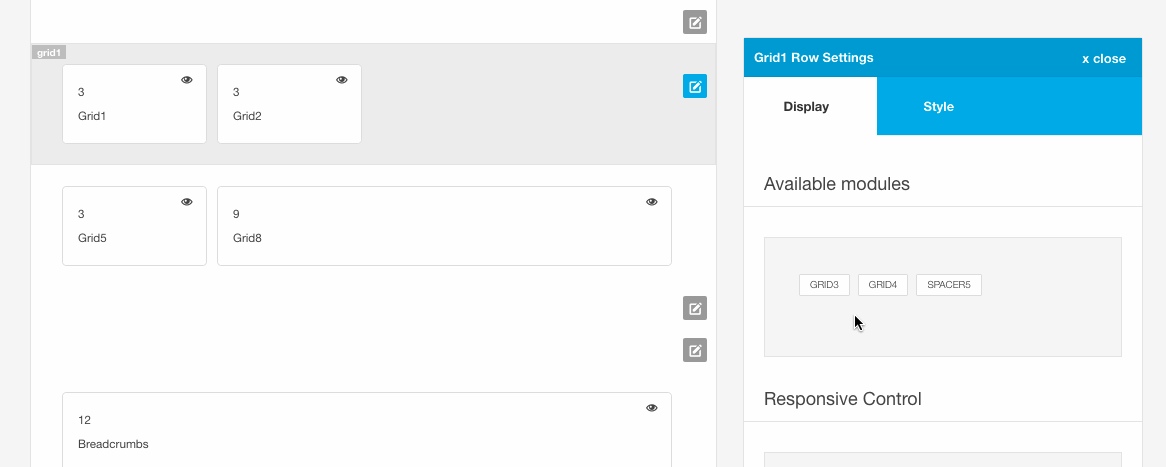 grid1
3
Grid1
3
Grid2
3
Grid5
9
Grid8
12
Breadcrumbs
Grid1 Row Settings
x close
Display
Style
Available modules
GRID3
GRID4
SPACER5
Responsive Control